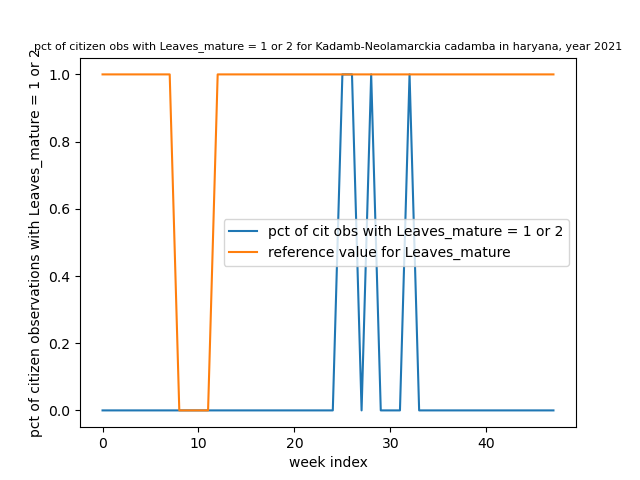 pct of citizen obs with Leaves_mature = 1 or 2 for Kadamb-Neolamarckia cadamba in haryana, year 2021
pct of citizen observations with Leaves_mature = 1 or 2
1.0
0.8
0.6
0.4
0.2
0.0
pct of cit obs with Leaves_mature = 1 or 2
reference value for Leaves_mature
0 10 20 30 40
week index